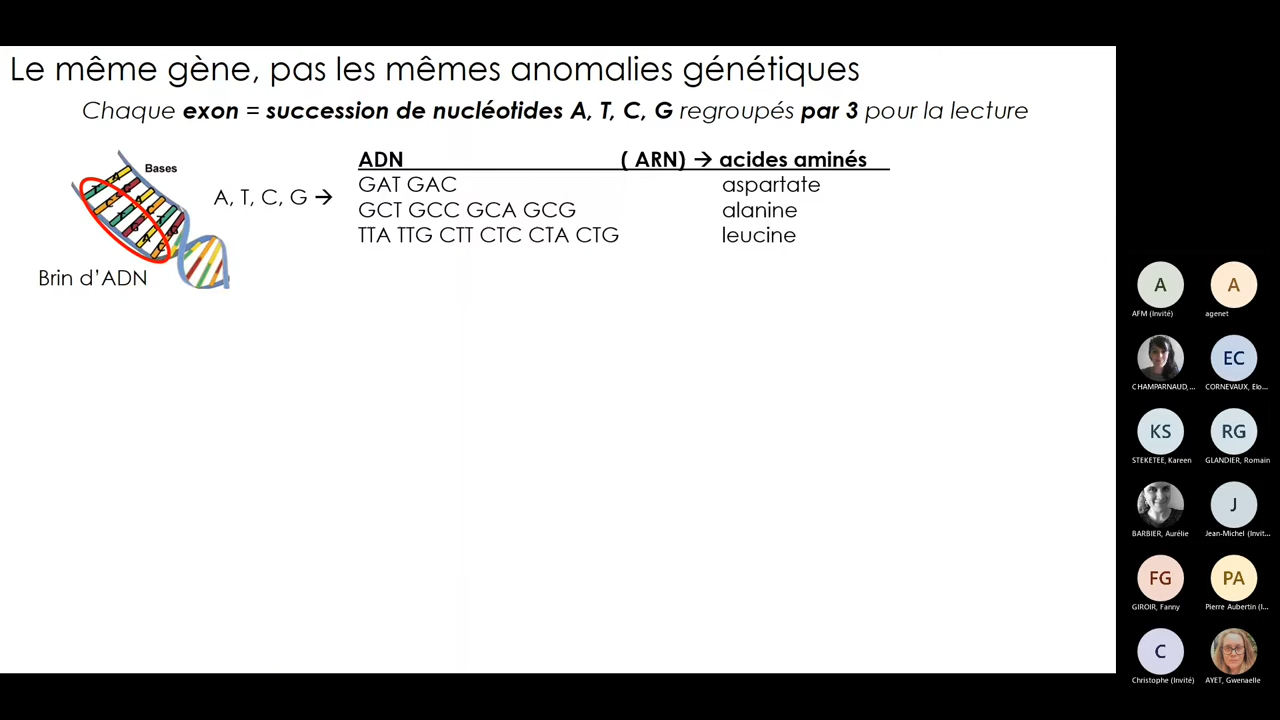 Le même gène, pas les mêmes anomalies génétiques
Chaque exon = succession de nucléotides A, T, C, G regroupés par 3 pour la lecture
Bases
A, T, C, G →
Brin d’ADN
ADN ( ARN) → acides aminés
GAT GAC aspartate
GCT GCC GCA GCG alanine
TTA TTG CTT CTC CTA CTG leucine
A A
AFM (Invité) agenet
EC
CHAMPARNAUD,... CORNEVAUX, Elo...
KS RG
STEKETEE, Kareen GLANDIER, Romain
J
BARBIER, Aurélie Jean-Michel (Invit...
FG PA
GIROIR, Fanny Pierre Aubertin (I...
C
Christophe (Invité) AYET, Gwenaelle